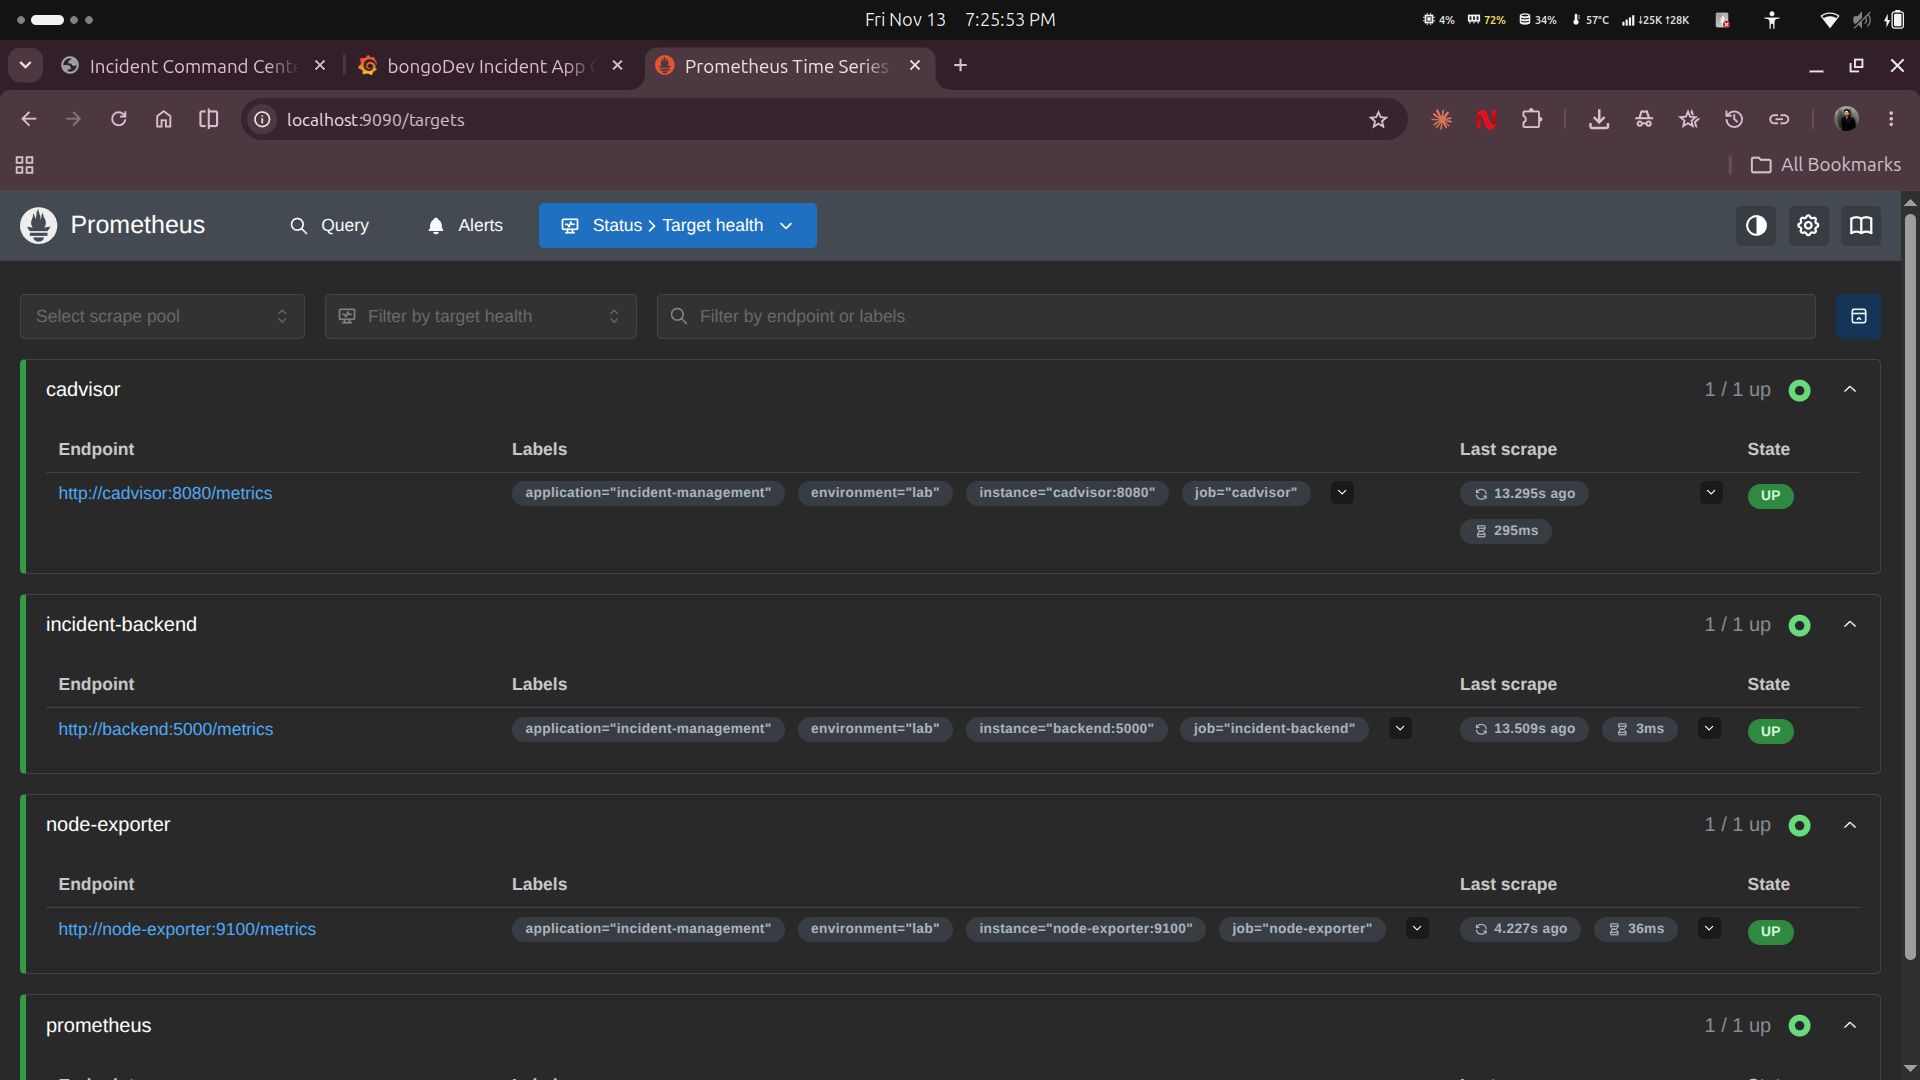 Fri Nov 13 7:25:53 PM
4% 72% 34% 57°C ↓25K ↑28K
Incident Command Cente
bongoDev Incident App
Prometheus Time Series
localhost:9090/targets
All Bookmarks
Prometheus
Query
Alerts
Status > Target health
Select scrape pool
Filter by target health
Filter by endpoint or labels
cadvisor
1 / 1 up
Endpoint Labels Last scrape State
http://cadvisor:8080/metrics application="incident-management" environment="lab" instance="cadvisor:8080" job="cadvisor" 13.295s ago UP
295ms
incident-backend
1 / 1 up
Endpoint Labels Last scrape State
http://backend:5000/metrics application="incident-management" environment="lab" instance="backend:5000" job="incident-backend" 13.509s ago 3ms UP
node-exporter
1 / 1 up
Endpoint Labels Last scrape State
http://node-exporter:9100/metrics application="incident-management" environment="lab" instance="node-exporter:9100" job="node-exporter" 4.227s ago 36ms UP
prometheus
1 / 1 up